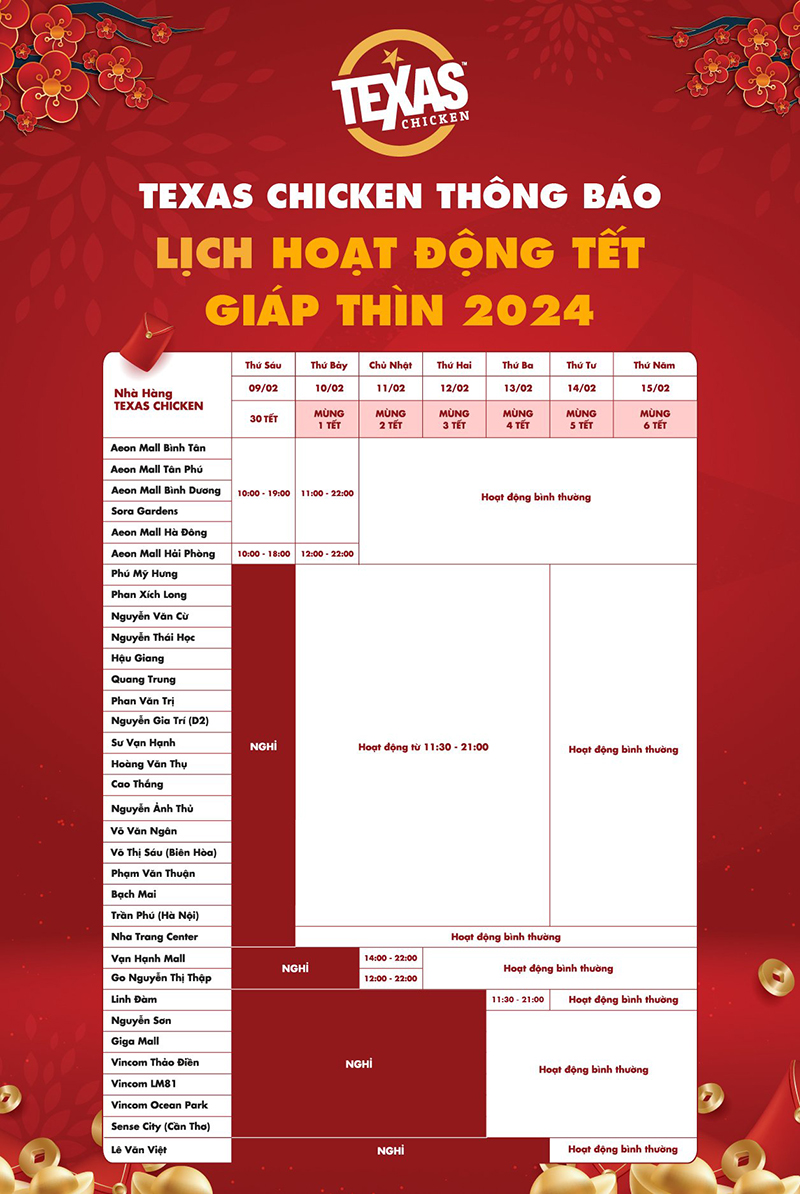 TEXAS™
CHICKEN
TEXAS CHICKEN THÔNG BÁO
LỊCH HOẠT ĐỘNG TẾT
GIÁP THÌN 2024
Nhà Hàng
TEXAS CHICKEN
Thứ Sáu Thứ Bảy Chủ Nhật Thứ Hai Thứ Ba Thứ Tư Thứ Năm
09/02 10/02 11/02 12/02 13/02 14/02 15/02
30 TẾT MÙNG 1 TẾT MÙNG 2 TẾT MÙNG 3 TẾT MÙNG 4 TẾT MÙNG 5 TẾT MÙNG 6 TẾT
Aeon Mall Bình Tân
Aeon Mall Tân Phú
Aeon Mall Bình Dương 10:00 - 19:00 11:00 - 22:00 Hoạt động bình thường
Sora Gardens
Aeon Mall Hà Đông
Aeon Mall Hải Phòng 10:00 - 18:00 12:00 - 22:00
Phú Mỹ Hưng
Phan Xích Long
Nguyễn Văn Cừ
Nguyễn Thái Học
Hậu Giang
Quang Trung
Phan Văn Trị
Nguyễn Gia Trí (D2)
Sư Vạn Hạnh NGHỈ Hoạt động từ 11:30 - 21:00 Hoạt động bình thường
Hoàng Văn Thụ
Cao Thắng
Nguyễn Ảnh Thủ
Võ Văn Ngân
Võ Thị Sáu (Biên Hòa)
Phạm Văn Thuận
Bạch Mai
Trần Phú (Hà Nội)
Nha Trang Center Hoạt động bình thường
Vạn Hạnh Mall NGHỈ 14:00 - 22:00 Hoạt động bình thường
Go Nguyễn Thị Thập 12:00 - 22:00
Linh Đàm 11:30 - 21:00 Hoạt động bình thường
Nguyễn Sơn
Giga Mall
Vincom Thảo Điền NGHỈ Hoạt động bình thường
Vincom LM81
Vincom Ocean Park
Sense City (Cần Thơ)
Lê Văn Việt NGHỈ Hoạt động bình thường